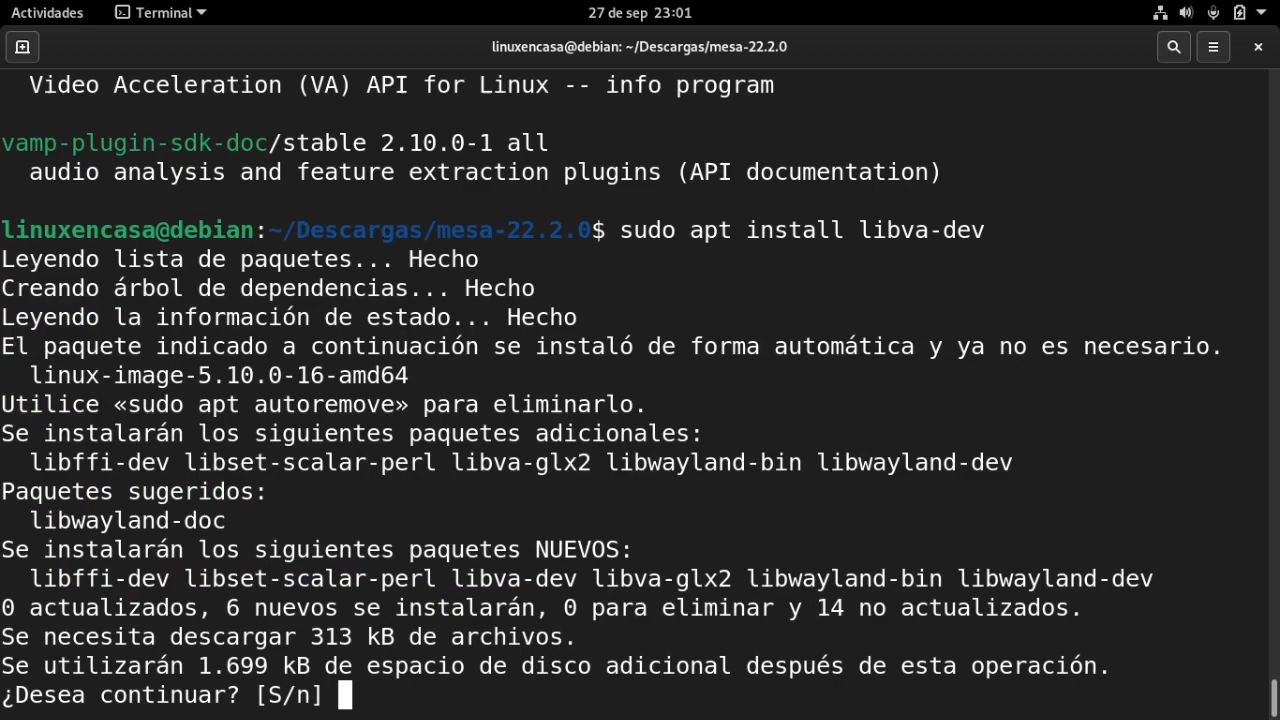 Actividades Terminal 27 de sep 23:01
linuxencasa@debian: ~/Descargas/mesa-22.2.0
Video Acceleration (VA) API for Linux -- info program
vamp-plugin-sdk-doc/stable 2.10.0-1 all
audio analysis and feature extraction plugins (API documentation)
linuxencasa@debian:~/Descargas/mesa-22.2.0$ sudo apt install libva-dev
Leyendo lista de paquetes... Hecho
Creando árbol de dependencias... Hecho
Leyendo la información de estado... Hecho
El paquete indicado a continuación se instaló de forma automática y ya no es necesario.
linux-image-5.10.0-16-amd64
Utilice «sudo apt autoremove» para eliminarlo.
Se instalarán los siguientes paquetes adicionales:
libffi-dev libset-scalar-perl libva-glx2 libwayland-bin libwayland-dev
Paquetes sugeridos:
libwayland-doc
Se instalarán los siguientes paquetes NUEVOS:
libffi-dev libset-scalar-perl libva-dev libva-glx2 libwayland-bin libwayland-dev
0 actualizados, 6 nuevos se instalarán, 0 para eliminar y 14 no actualizados.
Se necesita descargar 313 kB de archivos.
Se utilizarán 1.699 kB de espacio de disco adicional después de esta operación.
¿Desea continuar? [S/n]